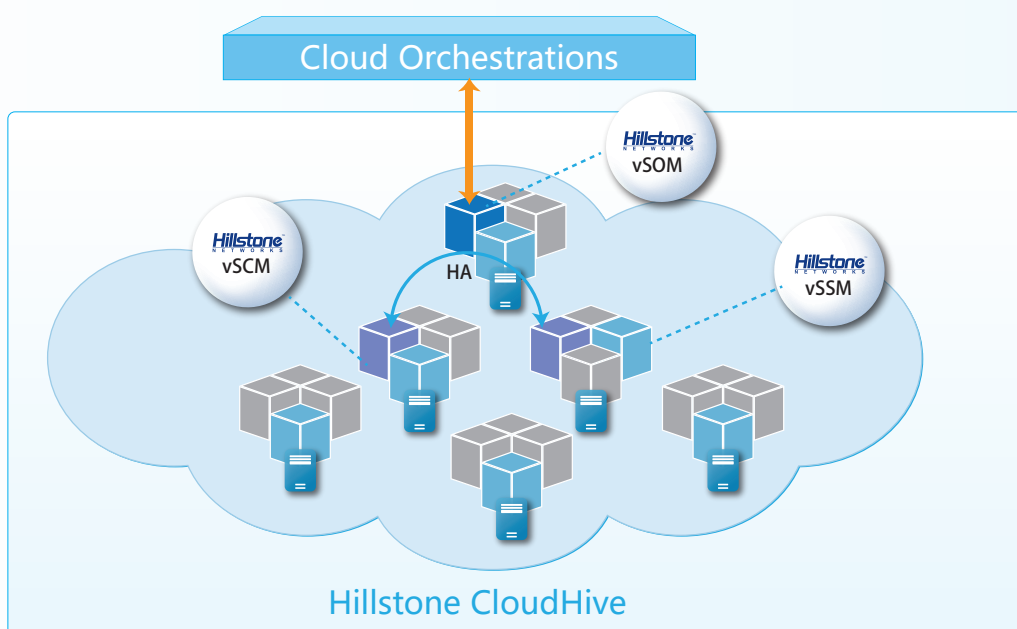 Cloud Orchestrations
Hillstone
NETWORKS
vSOM
Hillstone
NETWORKS
vSCM
Hillstone
NETWORKS
vSSM
HA
Hillstone CloudHive